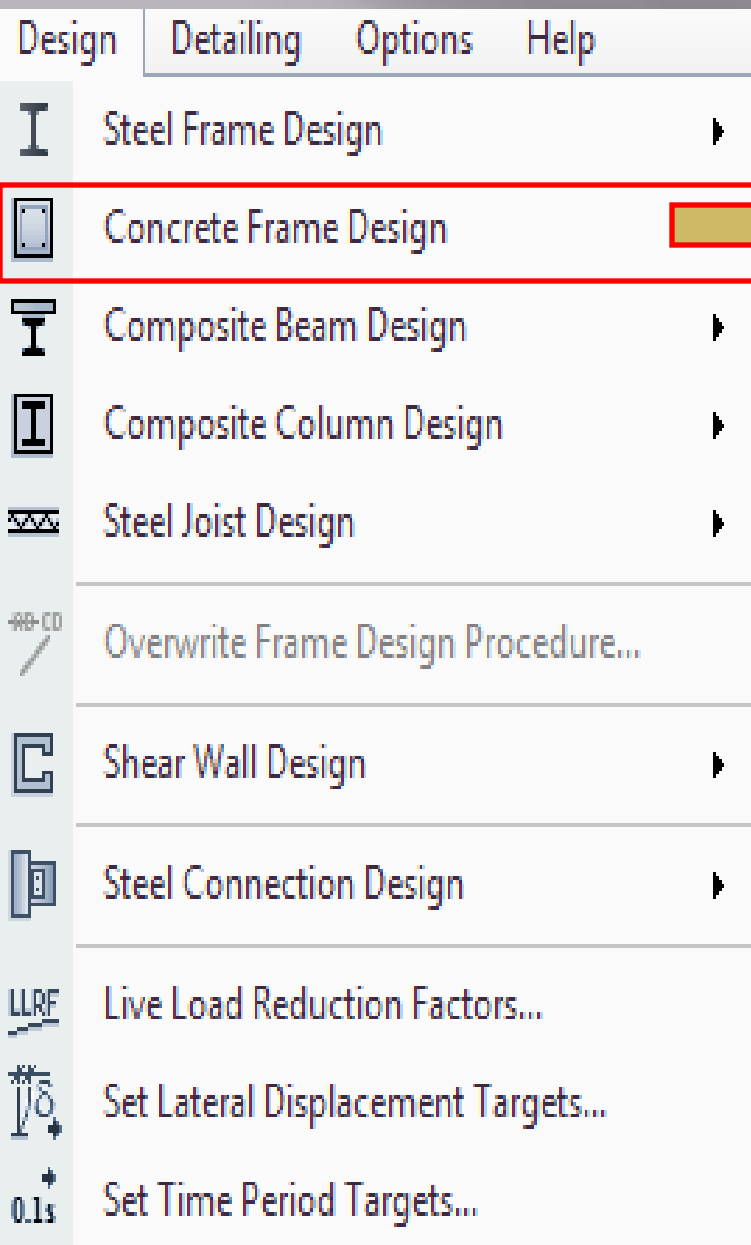 Design Detailing Options Help
Steel Frame Design
Concrete Frame Design
Composite Beam Design
Composite Column Design
Steel Joist Design
Overwrite Frame Design Procedure...
Shear Wall Design
Steel Connection Design
LLRF Live Load Reduction Factors...
δ Set Lateral Displacement Targets...
0.1s Set Time Period Targets...